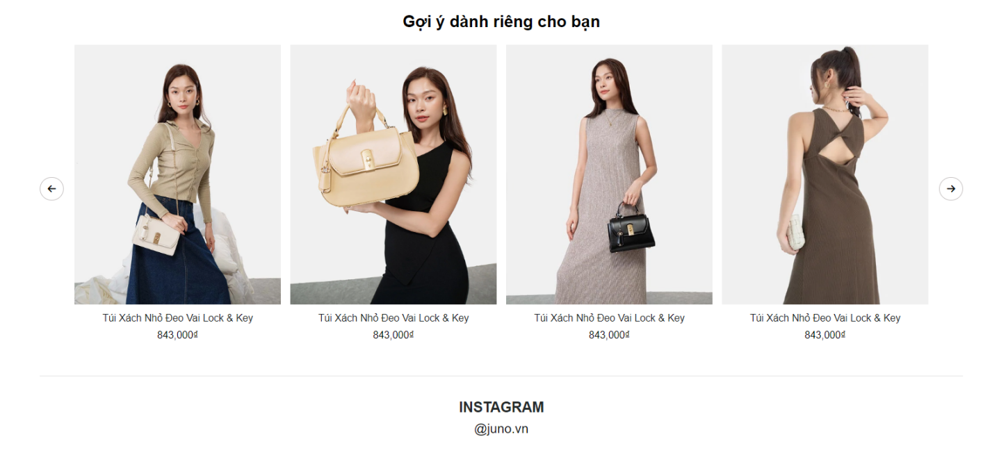 Gợi ý dành riêng cho bạn
Túi Xách Nhỏ Đeo Vai Lock & Key
843,000₫
Túi Xách Nhỏ Đeo Vai Lock & Key
843,000₫
Túi Xách Nhỏ Đeo Vai Lock & Key
843,000₫
Túi Xách Nhỏ Đeo Vai Lock & Key
843,000₫
INSTAGRAM
@juno.vn